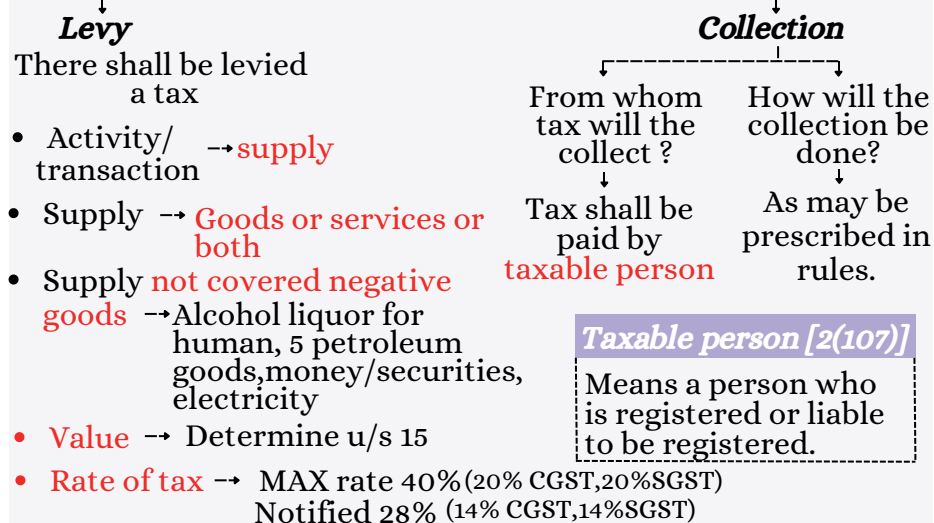 Levy
There shall be levied
a tax
• Activity/
transaction → supply
• Supply → Goods or services or
both
• Supply not covered negative
goods → Alcohol liquor for
human, 5 petroleum
goods,money/securities,
electricity
• Value → Determine u/s 15
• Rate of tax → MAX rate 40% (20% CGST,20%SGST)
Notified 28% (14% CGST,14%SGST)
Collection
From whom
tax will the
collect ?
Tax shall be
paid by
taxable person
How will the
collection be
done?
As may be
prescribed in
rules.
Taxable person [2(107)]
Means a person who
is registered or liable
to be registered.